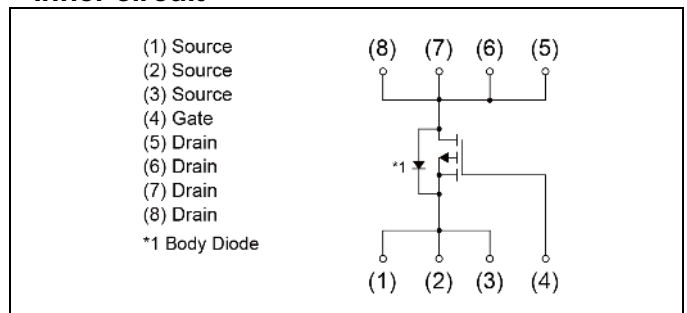 Inner circuit
(1) Source
(2) Source
(3) Source
(4) Gate
(5) Drain
(6) Drain
(7) Drain
(8) Drain
*1 Body Diode
(8) (7) (6) (5)
*1
(1) (2) (3) (4)